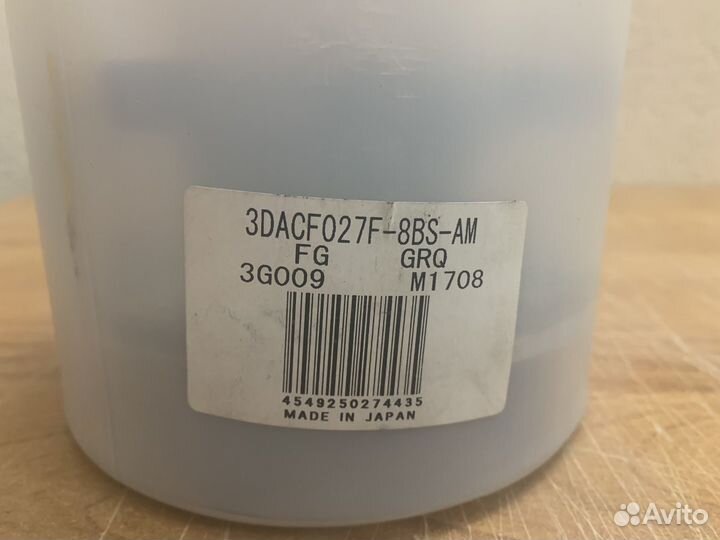 3DACF027F-8BS-AM
FG GRQ
3G009 M1708
4549250274435
MADE IN JAPAN
Avito